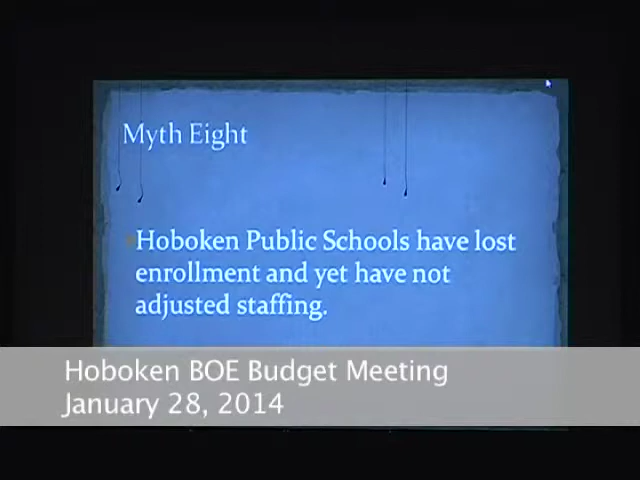 Myth Eight
Hoboken Public Schools have lost
enrollment and yet have not
adjusted staffing.
Hoboken BOE Budget Meeting
January 28, 2014